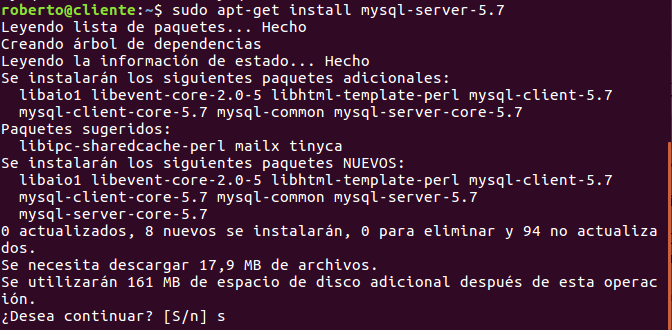 roberto@cliente:~$ sudo apt-get install mysql-server-5.7
Leyendo lista de paquetes... Hecho
Creando árbol de dependencias
Leyendo la información de estado... Hecho
Se instalarán los siguientes paquetes adicionales:
  libaio1 libevent-core-2.0-5 libhtml-template-perl mysql-client-5.7
  mysql-client-core-5.7 mysql-common mysql-server-core-5.7
Paquetes sugeridos:
  libipc-sharedcache-perl mailx tinyca
Se instalarán los siguientes paquetes NUEVOS:
  libaio1 libevent-core-2.0-5 libhtml-template-perl mysql-client-5.7
  mysql-client-core-5.7 mysql-common mysql-server-5.7
  mysql-server-core-5.7
0 actualizados, 8 nuevos se instalarán, 0 para eliminar y 94 no actualiza
dos.
Se necesita descargar 17,9 MB de archivos.
Se utilizarán 161 MB de espacio de disco adicional después de esta operac
ión.
¿Desea continuar? [S/n] s